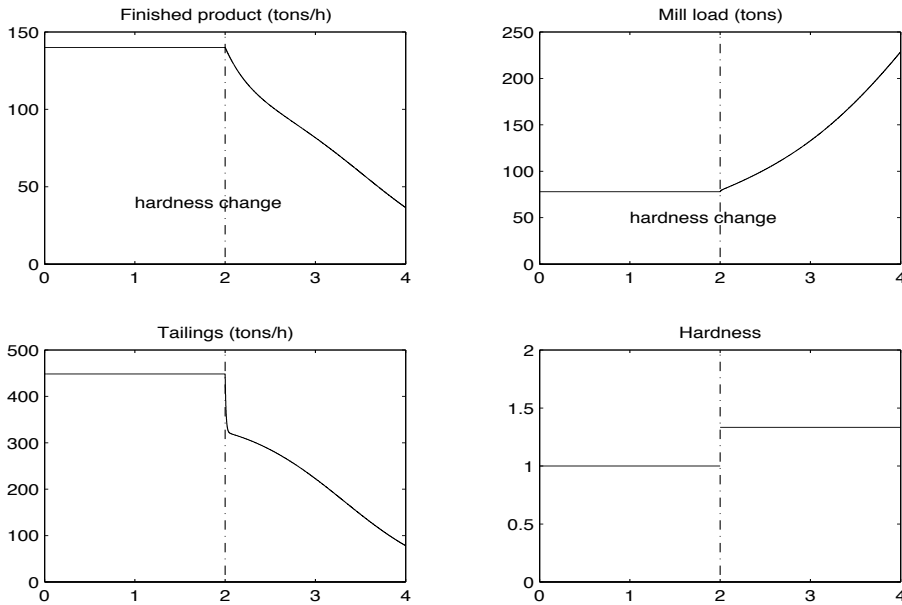 Finished product (tons/h)
150
100
50
0
hardness change
0 1 2 3 4
Mill load (tons)
250
200
150
100
50
0
hardness change
0 1 2 3 4
Tailings (tons/h)
500
400
300
200
100
0
0 1 2 3 4
Hardness
2
1.5
1
0.5
0
0 1 2 3 4